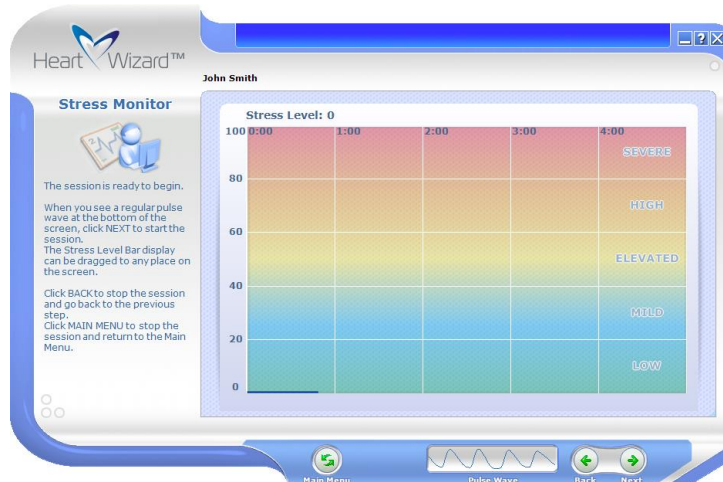 Heart Wizard™
John Smith
Stress Monitor
The session is ready to begin.
When you see a regular pulse
wave at the bottom of the
screen, click NEXT to start the
session.
The Stress Level Bar display
can be dragged to any place on
the screen.
Click BACK to stop the session
and go back to the previous
step.
Click MAIN MENU to stop the
session and return to the Main
Menu.
Stress Level: 0
100 0:00 1:00 2:00 3:00 4:00
SEVERE
80
HIGH
60
ELEVATED
40
MILD
20
LOW
0
Main Menu Pulse Wave Back Next